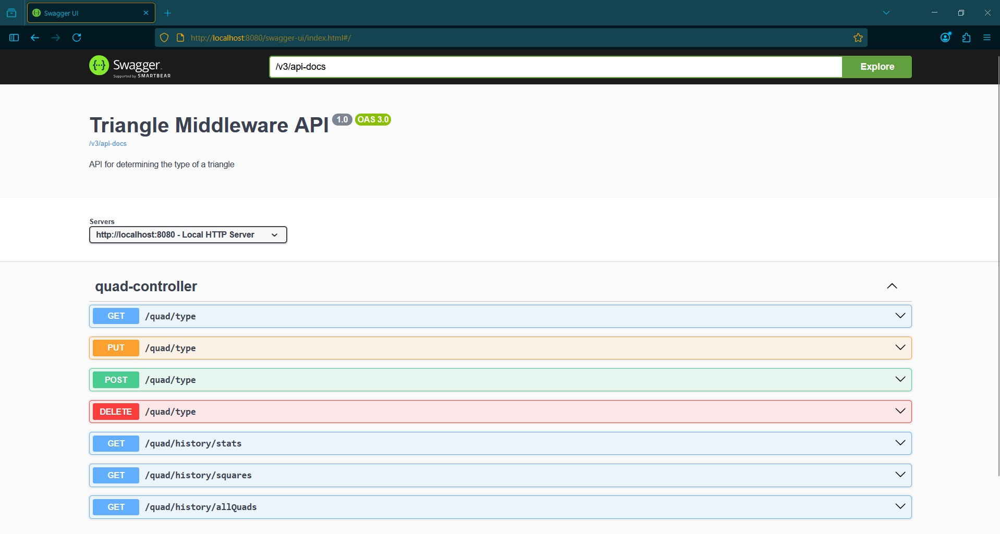 Swagger UI
http://localhost:8080/swagger-ui/index.html#/
Swagger
Supported by SMARTBEAR
/v3/api-docs
Explore
Triangle Middleware API 1.0 OAS 3.0
/v3/api-docs
API for determining the type of a triangle
Servers
http://localhost:8080 - Local HTTP Server
quad-controller
GET /quad/type
PUT /quad/type
POST /quad/type
DELETE /quad/type
GET /quad/history/stats
GET /quad/history/squares
GET /quad/history/allQuads